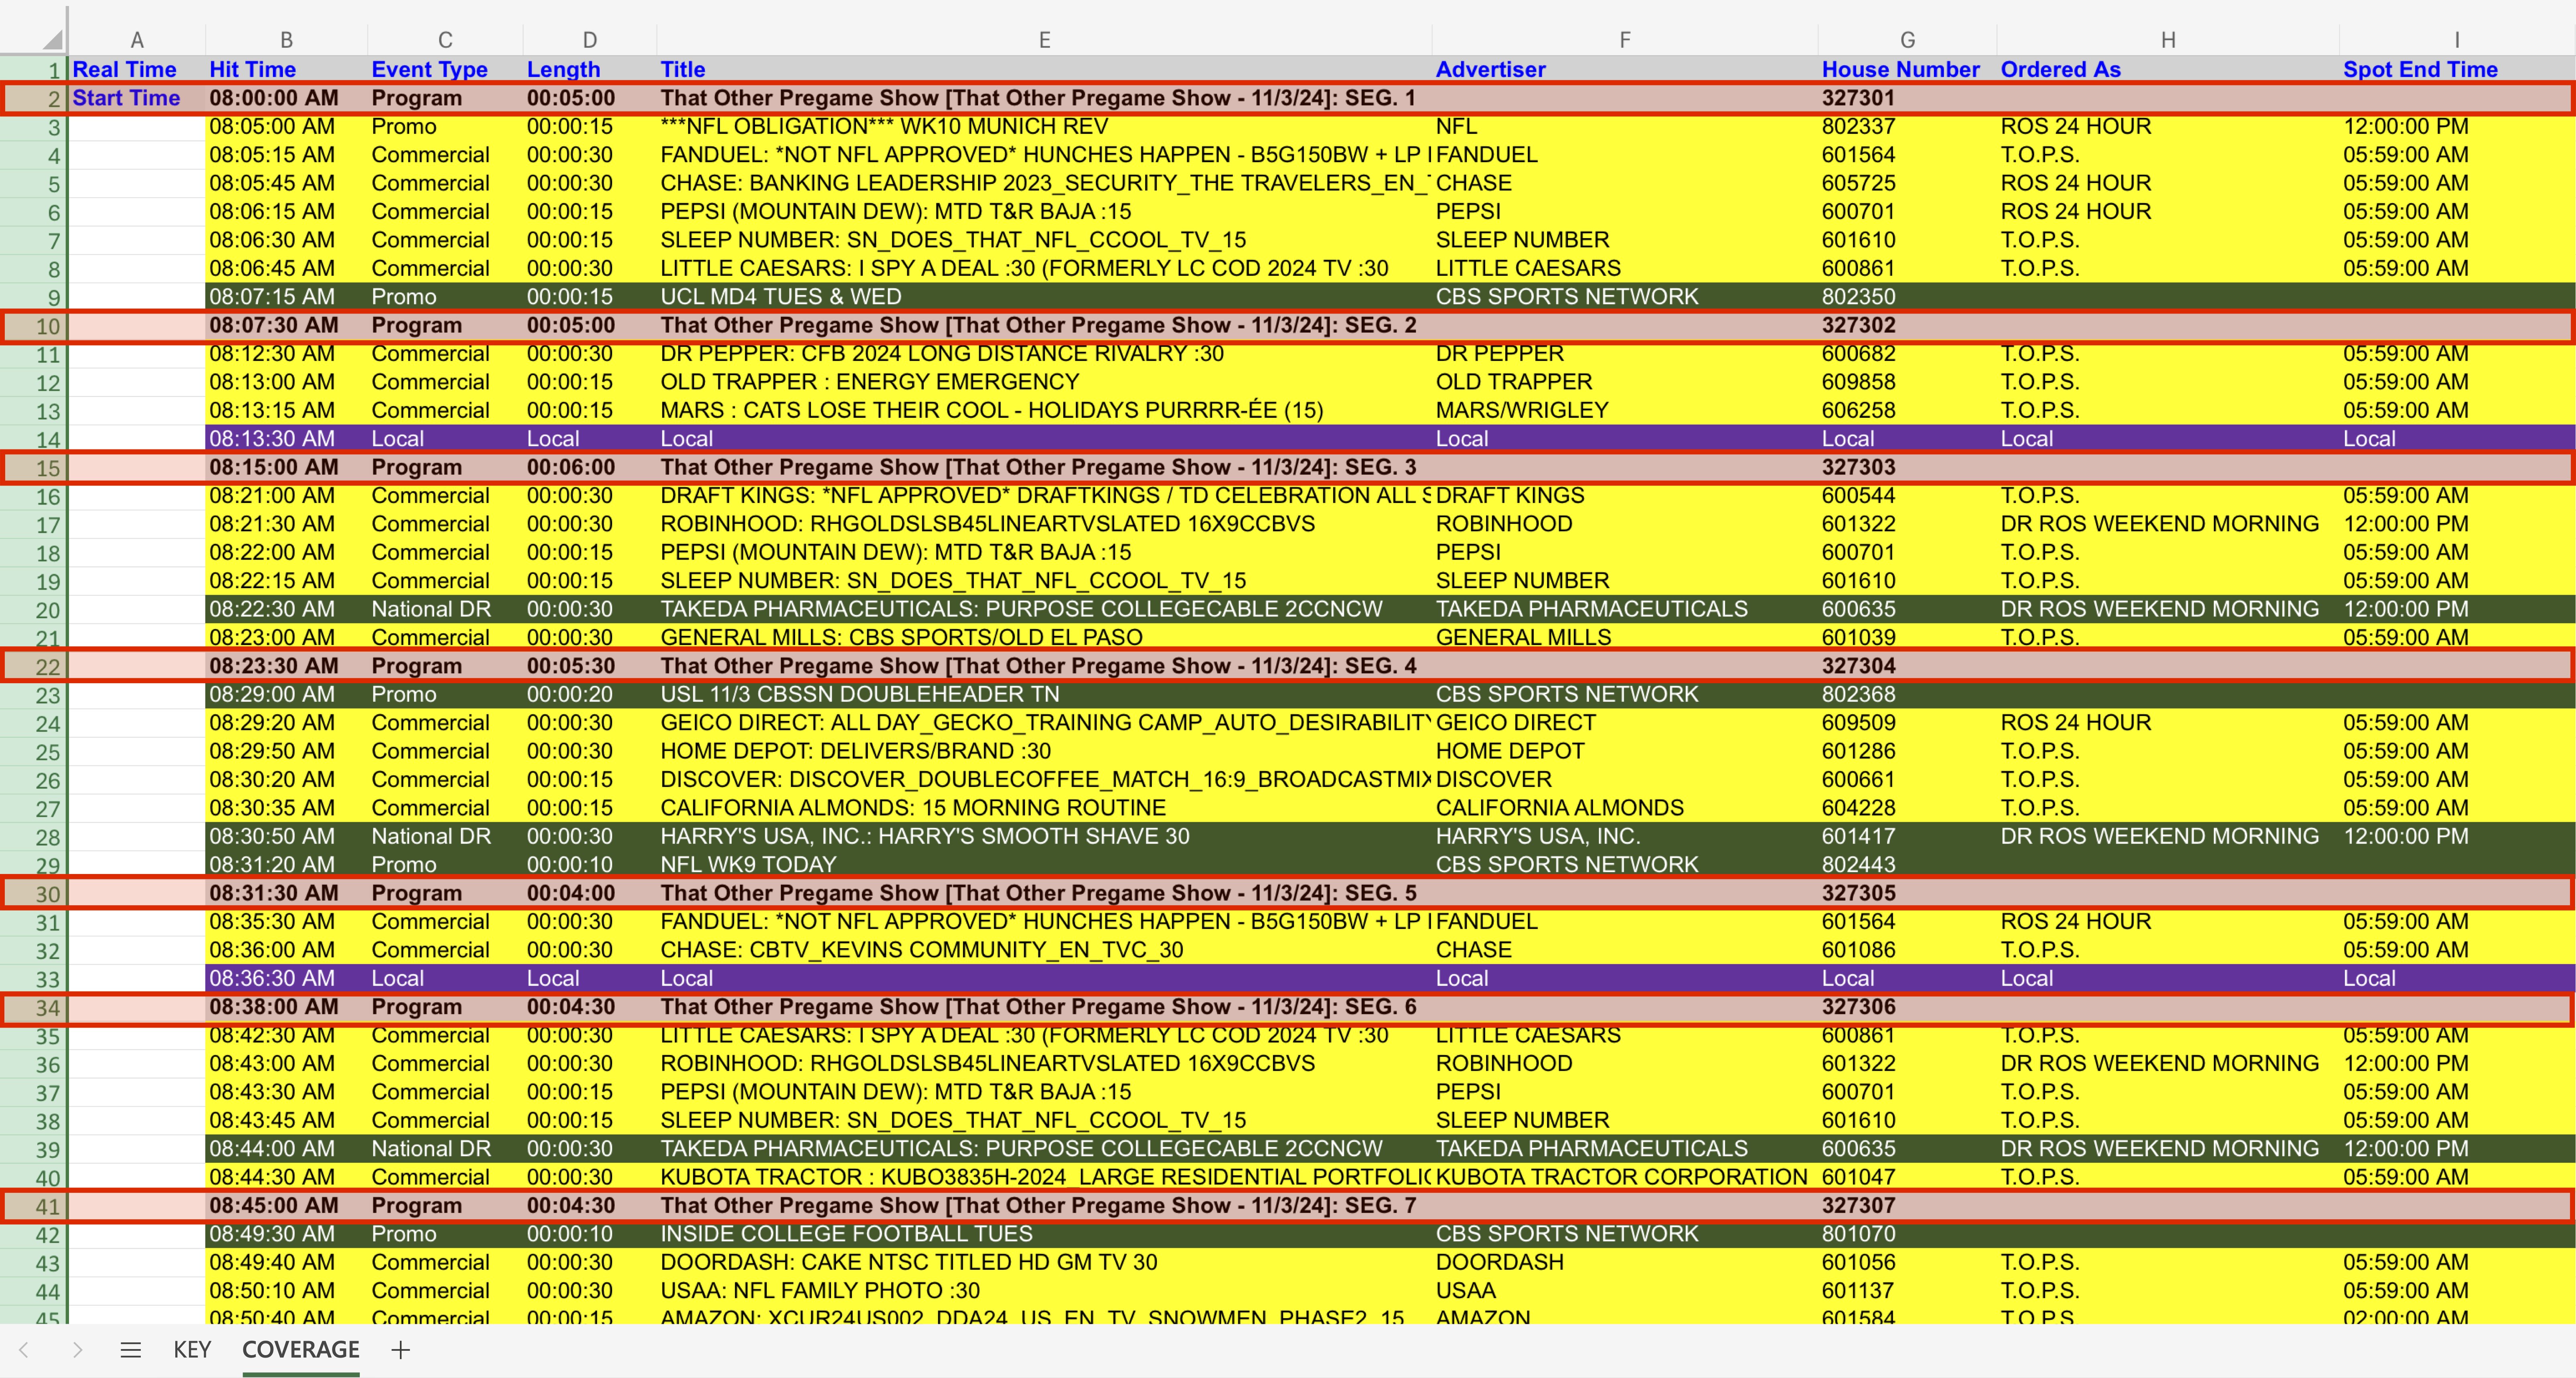 A B C D E F G H I
1 Real Time Hit Time Event Type Length Title Advertiser House Number Ordered As Spot End Time
2 Start Time 08:00:00 AM Program 00:05:00 That Other Pregame Show [That Other Pregame Show - 11/3/24]: SEG. 1 327301
3 08:05:00 AM Promo 00:00:15 ***NFL OBLIGATION*** WK10 MUNICH REV NFL 802337 ROS 24 HOUR 12:00:00 PM
4 08:05:15 AM Commercial 00:00:30 FANDUEL: *NOT NFL APPROVED* HUNCHES HAPPEN - B5G150BW + LP FANDUEL 601564 T.O.P.S. 05:59:00 AM
5 08:05:45 AM Commercial 00:00:30 CHASE: BANKING LEADERSHIP 2023_SECURITY_THE TRAVELERS_EN_ CHASE 605725 ROS 24 HOUR 05:59:00 AM
6 08:06:15 AM Commercial 00:00:15 PEPSI (MOUNTAIN DEW): MTD T&R BAJA :15 PEPSI 600701 ROS 24 HOUR 05:59:00 AM
7 08:06:30 AM Commercial 00:00:15 SLEEP NUMBER: SN_DOES_THAT_NFL_CCOOL_TV_15 SLEEP NUMBER 601610 T.O.P.S. 05:59:00 AM
8 08:06:45 AM Commercial 00:00:30 LITTLE CAESARS: I SPY A DEAL :30 (FORMERLY LC COD 2024 TV :30 LITTLE CAESARS 600861 T.O.P.S. 05:59:00 AM
9 08:07:15 AM Promo 00:00:15 UCL MD4 TUES & WED CBS SPORTS NETWORK 802350
10 08:07:30 AM Program 00:05:00 That Other Pregame Show [That Other Pregame Show - 11/3/24]: SEG. 2 327302
11 08:12:30 AM Commercial 00:00:30 DR PEPPER: CFB 2024 LONG DISTANCE RIVALRY :30 DR PEPPER 600682 T.O.P.S. 05:59:00 AM
12 08:13:00 AM Commercial 00:00:15 OLD TRAPPER : ENERGY EMERGENCY OLD TRAPPER 609858 T.O.P.S. 05:59:00 AM
13 08:13:15 AM Commercial 00:00:15 MARS : CATS LOSE THEIR COOL - HOLIDAYS PURRRR-ÉE (15) MARS/WRIGLEY 606258 T.O.P.S. 05:59:00 AM
14 08:13:30 AM Local Local Local Local Local Local Local
15 08:15:00 AM Program 00:06:00 That Other Pregame Show [That Other Pregame Show - 11/3/24]: SEG. 3 327303
16 08:21:00 AM Commercial 00:00:30 DRAFT KINGS: *NFL APPROVED* DRAFTKINGS / TD CELEBRATION ALL S DRAFT KINGS 600544 T.O.P.S. 05:59:00 AM
17 08:21:30 AM Commercial 00:00:30 ROBINHOOD: RHGOLDSLSB45LINEARTVSLATED 16X9CCBVS ROBINHOOD 601322 DR ROS WEEKEND MORNING 12:00:00 PM
18 08:22:00 AM Commercial 00:00:15 PEPSI (MOUNTAIN DEW): MTD T&R BAJA :15 PEPSI 600701 T.O.P.S. 05:59:00 AM
19 08:22:15 AM Commercial 00:00:15 SLEEP NUMBER: SN_DOES_THAT_NFL_CCOOL_TV_15 SLEEP NUMBER 601610 T.O.P.S. 05:59:00 AM
20 08:22:30 AM National DR 00:00:30 TAKEDA PHARMACEUTICALS: PURPOSE COLLEGECABLE 2CCNCW TAKEDA PHARMACEUTICALS 600635 DR ROS WEEKEND MORNING 12:00:00 PM
21 08:23:00 AM Commercial 00:00:30 GENERAL MILLS: CBS SPORTS/OLD EL PASO GENERAL MILLS 601039 T.O.P.S. 05:59:00 AM
22 08:23:30 AM Program 00:05:30 That Other Pregame Show [That Other Pregame Show - 11/3/24]: SEG. 4 327304
23 08:29:00 AM Promo 00:00:20 USL 11/3 CBSSN DOUBLEHEADER TN CBS SPORTS NETWORK 802368
24 08:29:20 AM Commercial 00:00:30 GEICO DIRECT: ALL DAY_GECKO_TRAINING CAMP_AUTO_DESIRABILITY GEICO DIRECT 609509 ROS 24 HOUR 05:59:00 AM
25 08:29:50 AM Commercial 00:00:30 HOME DEPOT: DELIVERS/BRAND :30 HOME DEPOT 601286 T.O.P.S. 05:59:00 AM
26 08:30:20 AM Commercial 00:00:15 DISCOVER: DISCOVER_DOUBLECOFFEE_MATCH_16:9_BROADCASTMIX DISCOVER 600661 T.O.P.S. 05:59:00 AM
27 08:30:35 AM Commercial 00:00:15 CALIFORNIA ALMONDS: 15 MORNING ROUTINE CALIFORNIA ALMONDS 604228 T.O.P.S. 05:59:00 AM
28 08:30:50 AM National DR 00:00:30 HARRY'S USA, INC.: HARRY'S SMOOTH SHAVE 30 HARRY'S USA, INC. 601417 DR ROS WEEKEND MORNING 12:00:00 PM
29 08:31:20 AM Promo 00:00:10 NFL WK9 TODAY CBS SPORTS NETWORK 802443
30 08:31:30 AM Program 00:04:00 That Other Pregame Show [That Other Pregame Show - 11/3/24]: SEG. 5 327305
31 08:35:30 AM Commercial 00:00:30 FANDUEL: *NOT NFL APPROVED* HUNCHES HAPPEN - B5G150BW + LP FANDUEL 601564 ROS 24 HOUR 05:59:00 AM
32 08:36:00 AM Commercial 00:00:30 CHASE: CBTV_KEVINS COMMUNITY_EN_TVC_30 CHASE 601086 T.O.P.S. 05:59:00 AM
33 08:36:30 AM Local Local Local Local Local Local Local
34 08:38:00 AM Program 00:04:30 That Other Pregame Show [That Other Pregame Show - 11/3/24]: SEG. 6 327306
35 08:42:30 AM Commercial 00:00:30 LITTLE CAESARS: I SPY A DEAL :30 (FORMERLY LC COD 2024 TV :30 LITTLE CAESARS 600861 T.O.P.S. 05:59:00 AM
36 08:43:00 AM Commercial 00:00:30 ROBINHOOD: RHGOLDSLSB45LINEARTVSLATED 16X9CCBVS ROBINHOOD 601322 DR ROS WEEKEND MORNING 12:00:00 PM
37 08:43:30 AM Commercial 00:00:15 PEPSI (MOUNTAIN DEW): MTD T&R BAJA :15 PEPSI 600701 T.O.P.S. 05:59:00 AM
38 08:43:45 AM Commercial 00:00:15 SLEEP NUMBER: SN_DOES_THAT_NFL_CCOOL_TV_15 SLEEP NUMBER 601610 T.O.P.S. 05:59:00 AM
39 08:44:00 AM National DR 00:00:30 TAKEDA PHARMACEUTICALS: PURPOSE COLLEGECABLE 2CCNCW TAKEDA PHARMACEUTICALS 600635 DR ROS WEEKEND MORNING 12:00:00 PM
40 08:44:30 AM Commercial 00:00:30 KUBOTA TRACTOR : KUBO3835H-2024_LARGE RESIDENTIAL PORTFOLIO KUBOTA TRACTOR CORPORATION 601047 T.O.P.S. 05:59:00 AM
41 08:45:00 AM Program 00:04:30 That Other Pregame Show [That Other Pregame Show - 11/3/24]: SEG. 7 327307
42 08:49:30 AM Promo 00:00:10 INSIDE COLLEGE FOOTBALL TUES CBS SPORTS NETWORK 801070
43 08:49:40 AM Commercial 00:00:30 DOORDASH: CAKE NTSC TITLED HD GM TV 30 DOORDASH 601056 T.O.P.S. 05:59:00 AM
44 08:50:10 AM Commercial 00:00:30 USAA: NFL FAMILY PHOTO :30 USAA 601137 T.O.P.S. 05:59:00 AM
45 08:50:40 AM Commercial 00:00:15 AMAZON: XCUR24US002_DDA24_US_EN_TV_SNOWMEN_PHASE2_15 AMAZON 601584 T.O.P.S. 02:00:00 AM
KEY COVERAGE